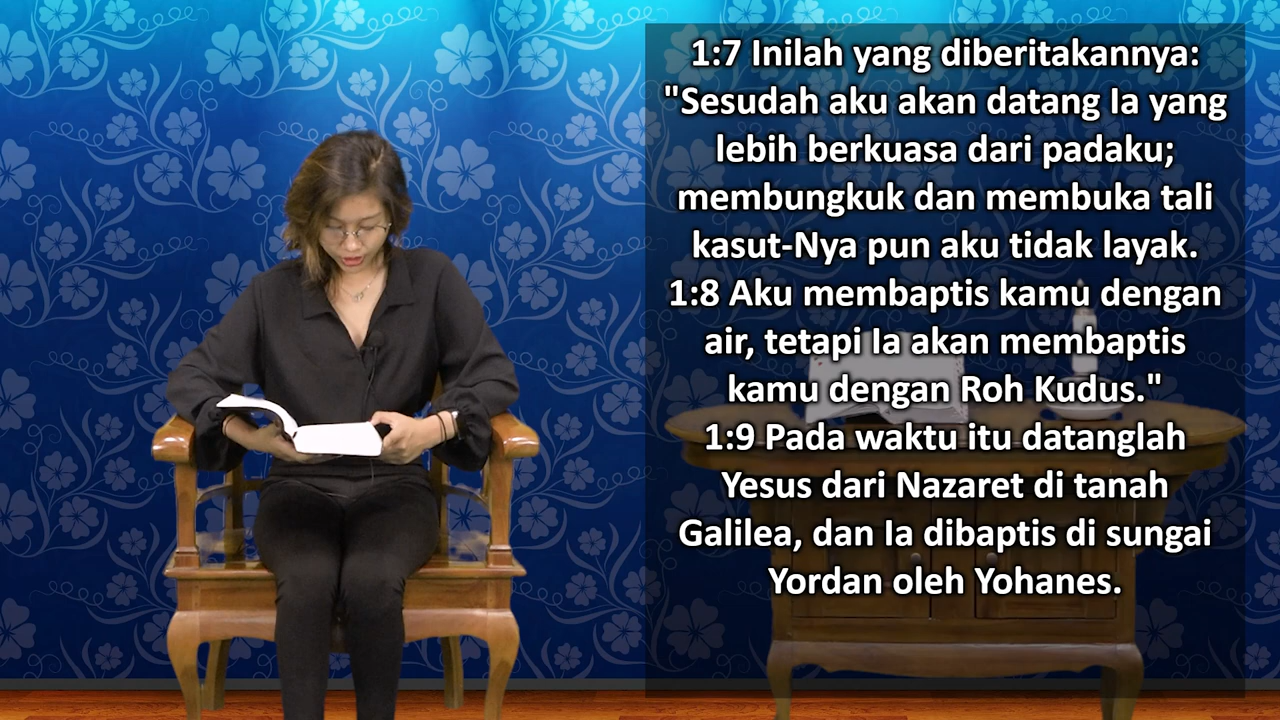 1:7 Inilah yang diberitakannya:
"Sesudah aku akan datang Ia yang
lebih berkuasa dari padaku;
membungkuk dan membuka tali
kasut-Nya pun aku tidak layak.
1:8 Aku membaptis kamu dengan
air, tetapi Ia akan membaptis
kamu dengan Roh Kudus."
1:9 Pada waktu itu datanglah
Yesus dari Nazaret di tanah
Galilea, dan Ia dibaptis di sungai
Yordan oleh Yohanes.